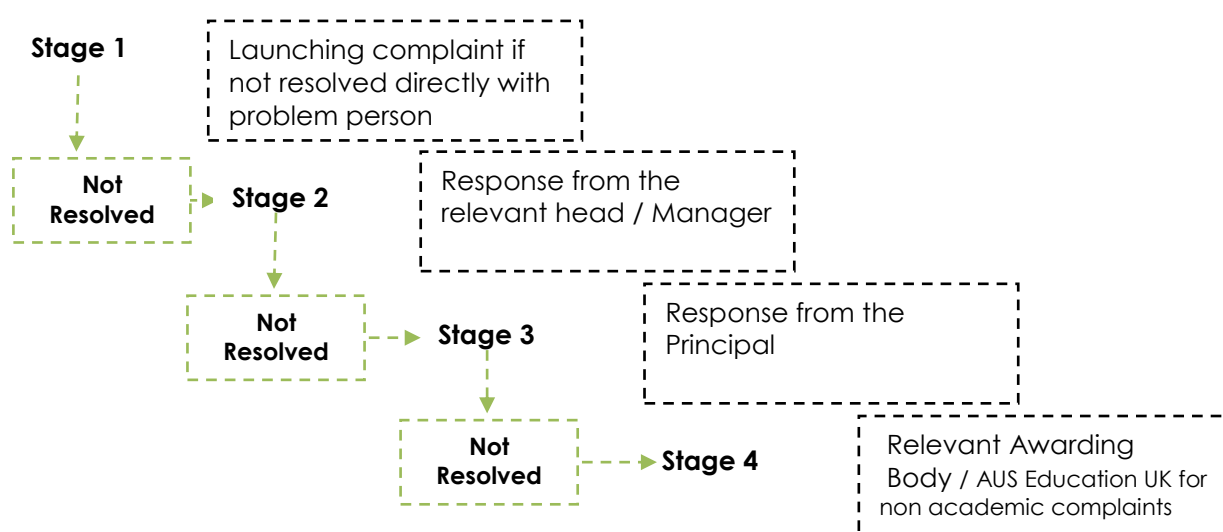 Stage 1
Launching complaint if
not resolved directly with
problem person
Not
Resolved
Stage 2
Response from the
relevant head / Manager
Not
Resolved
Stage 3
Response from the
Principal
Not
Resolved
Stage 4
Relevant Awarding
Body / AUS Education UK for
non academic complaints